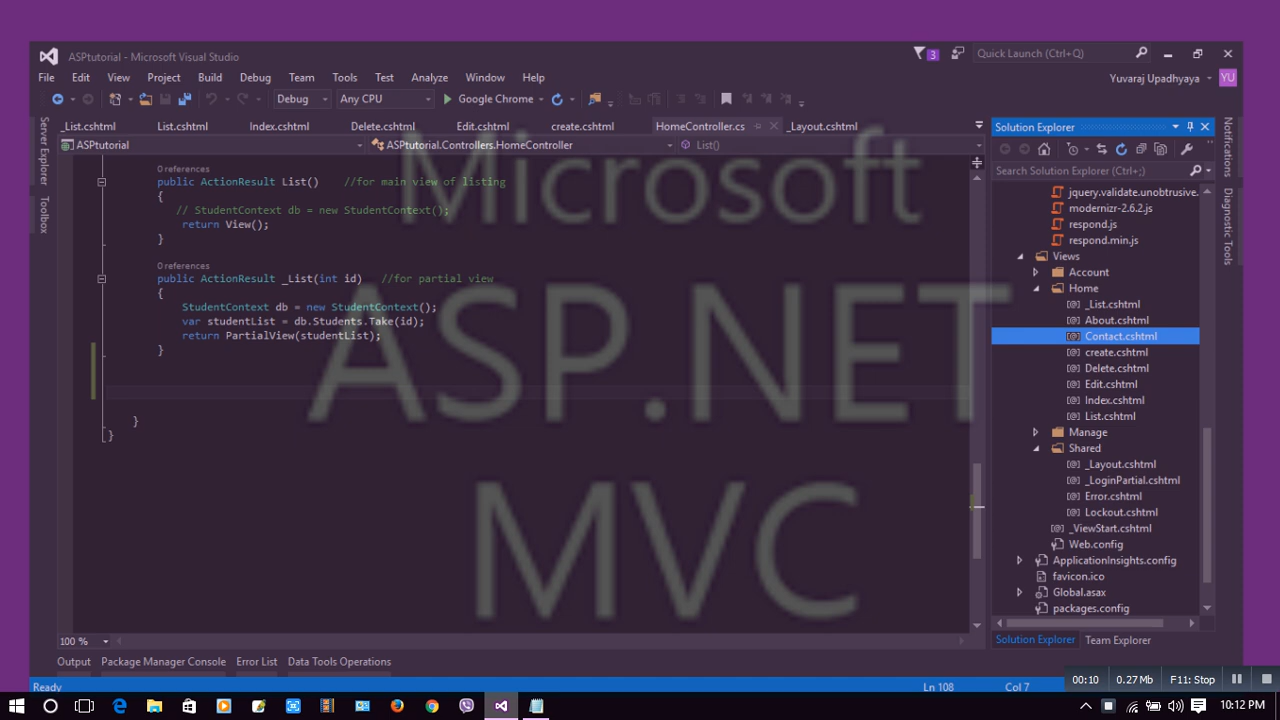 ASPtutorial - Microsoft Visual Studio
3
Quick Launch (Ctrl+Q)
File Edit View Project Build Debug Team Tools Test Analyze Window Help
Yuvaraj Upadhyaya YU
Debug Any CPU Google Chrome
_List.cshtml List.cshtml Index.cshtml Delete.cshtml Edit.cshtml create.cshtml HomeController.cs _Layout.cshtml
ASPtutorial ASPtutorial.Controllers.HomeController List()
Server Explorer
Toolbox
0 references
public ActionResult List() //for main view of listing
{
// StudentContext db = new StudentContext();
return View();
}
0 references
public ActionResult _List(int id) //for partial view
{
StudentContext db = new StudentContext();
var studentList = db.Students.Take(id);
return PartialView(studentList);
}
}
}
Microsoft
ASP.NET
MVC
Solution Explorer
Search Solution Explorer (Ctrl+;)
jquery.validate.unobtrusive.
modernizr-2.6.2.js
respond.js
respond.min.js
Views
Account
Home
_List.cshtml
About.cshtml
Contact.cshtml
create.cshtml
Delete.cshtml
Edit.cshtml
Index.cshtml
List.cshtml
Manage
Shared
_Layout.cshtml
_LoginPartial.cshtml
Error.cshtml
Lockout.cshtml
_ViewStart.cshtml
Web.config
ApplicationInsights.config
favicon.ico
Global.asax
packages.config
Solution Explorer Team Explorer
Notifications
Diagnostic Tools
100 %
Output Package Manager Console Error List Data Tools Operations
Ready Ln 108 Col 7
00:10 0.27 Mb F11: Stop
10:12 PM